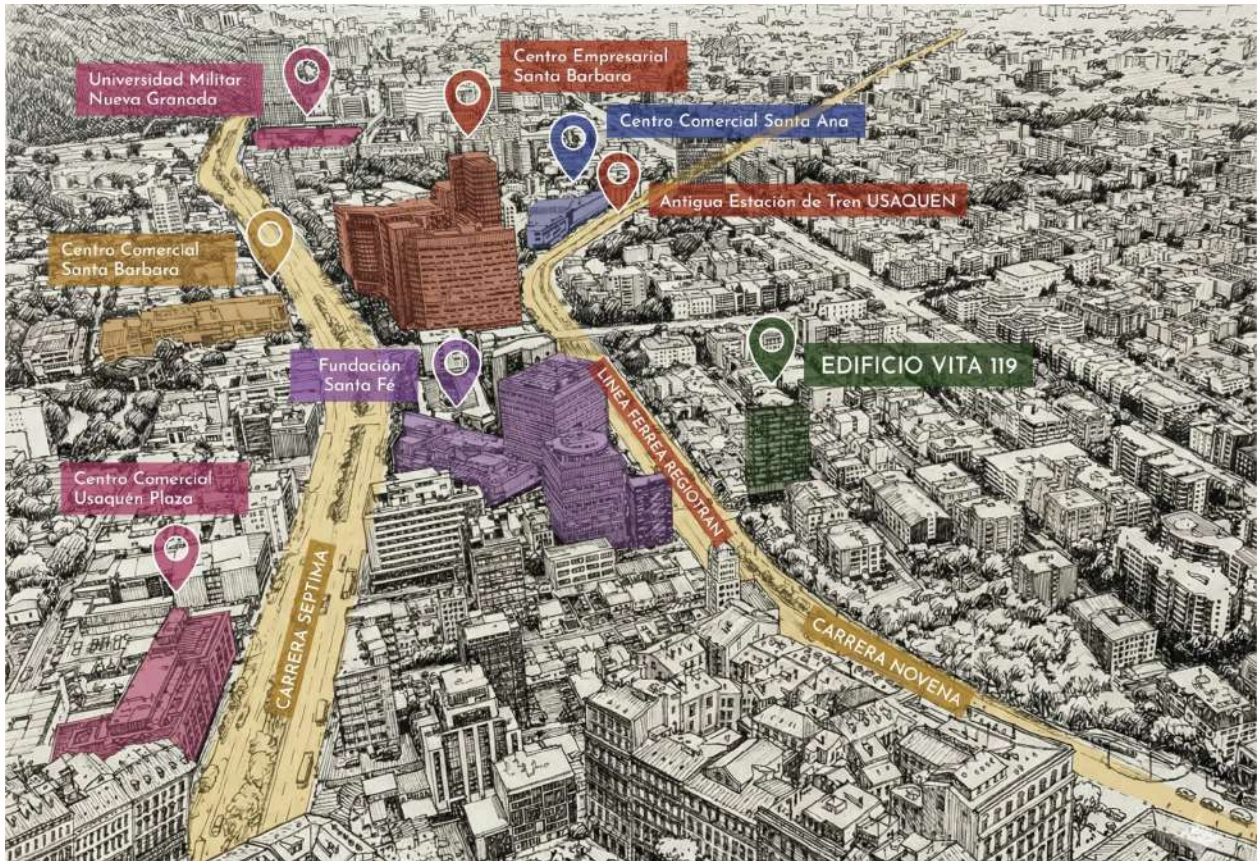 Universidad Militar
Nueva Granada
Centro Empresarial
Santa Barbara
Centro Comercial Santa Ana
Antigua Estación de Tren USAQUEN
Centro Comercial
Santa Barbara
Fundación
Santa Fé
EDIFICIO VITA 119
LINEA FERREA REGIOTRAN
Centro Comercial
Usaquén Plaza
CARRERA SEPTIMA
CARRERA NOVENA